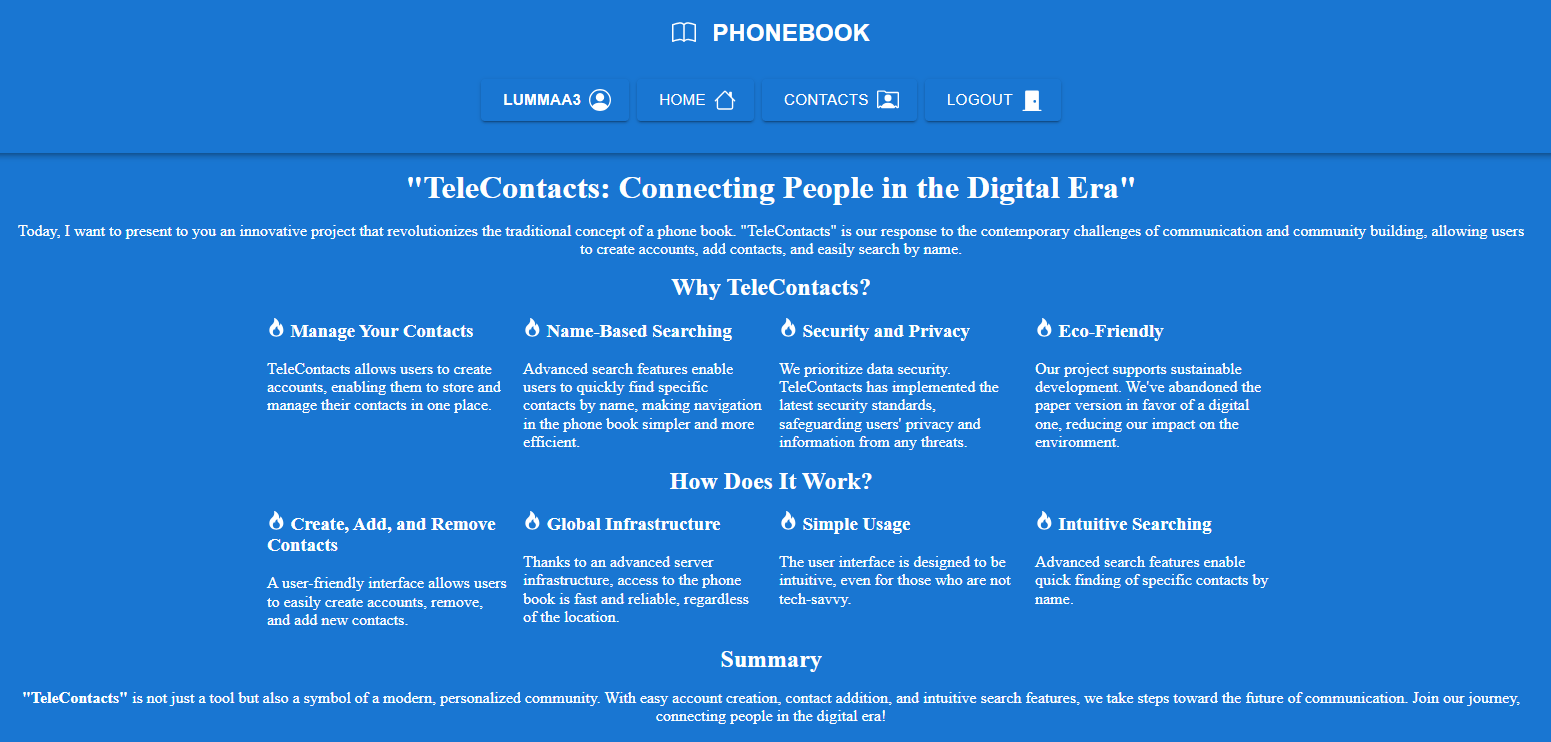 PHONEBOOK
LUMMAA3 HOME CONTACTS LOGOUT
"TeleContacts: Connecting People in the Digital Era"
Today, I want to present to you an innovative project that revolutionizes the traditional concept of a phone book. "TeleContacts" is our response to the contemporary challenges of communication and community building, allowing users
to create accounts, add contacts, and easily search by name.
Why TeleContacts?
Manage Your Contacts
TeleContacts allows users to create
accounts, enabling them to store and
manage their contacts in one place.
Name-Based Searching
Advanced search features enable
users to quickly find specific
contacts by name, making navigation
in the phone book simpler and more
efficient.
Security and Privacy
We prioritize data security.
TeleContacts has implemented the
latest security standards,
safeguarding users' privacy and
information from any threats.
Eco-Friendly
Our project supports sustainable
development. We've abandoned the
paper version in favor of a digital
one, reducing our impact on the
environment.
How Does It Work?
Create, Add, and Remove
Contacts
A user-friendly interface allows users
to easily create accounts, remove,
and add new contacts.
Global Infrastructure
Thanks to an advanced server
infrastructure, access to the phone
book is fast and reliable, regardless
of the location.
Simple Usage
The user interface is designed to be
intuitive, even for those who are not
tech-savvy.
Intuitive Searching
Advanced search features enable
quick finding of specific contacts by
name.
Summary
"TeleContacts" is not just a tool but also a symbol of a modern, personalized community. With easy account creation, contact addition, and intuitive search features, we take steps toward the future of communication. Join our journey,
connecting people in the digital era!